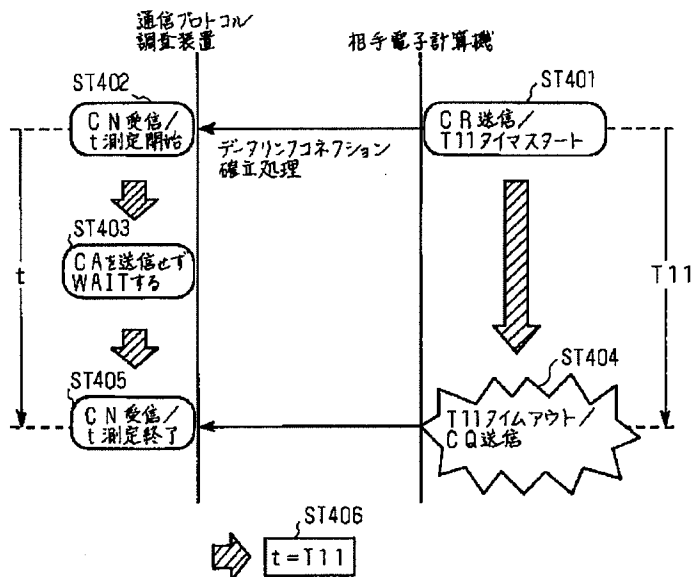 通信プロトコル
調査装置
相手電子計算機
ST402
ST401
CN受信/
t測定開始
CR送信/
T11タイマスタート
データリンクコネクション
確立処理
ST403
CAを送信せず
WAITする
t
T11
ST404
ST405
CN受信/
t測定終了
T11タイムアウト/
CQ送信
ST406
t=T11